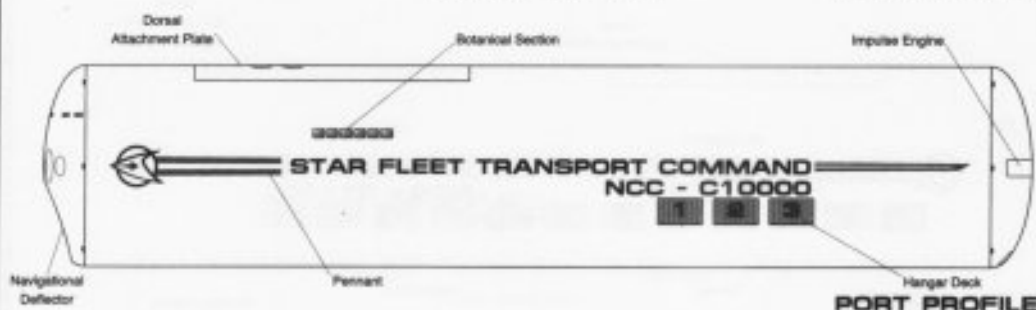 Dorsal
Attachment Plate
Botanical Section
Impulse Engine
STAR FLEET TRANSPORT COMMAND
NCC - C10000
1 2 3
Navigational
Deflector
Pennant
Hangar Deck
PORT PROFILE